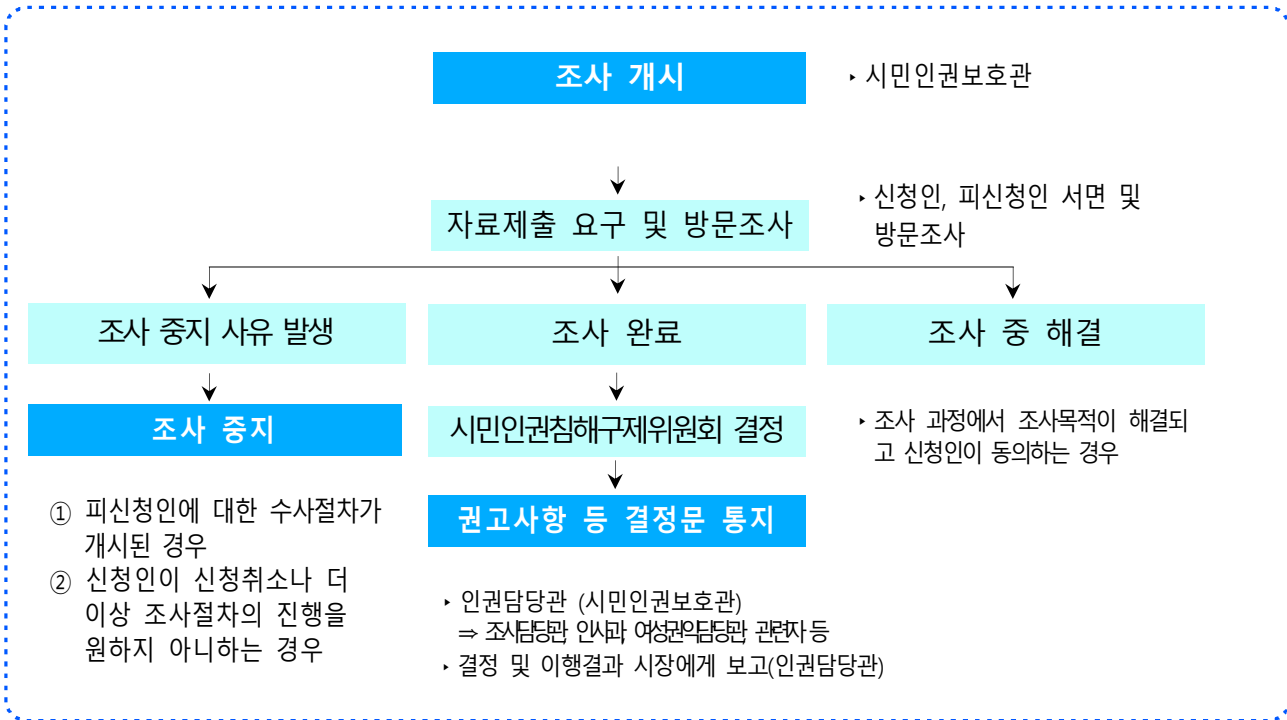 조사 개시
‣ 시민인권보호관
자료제출 요구 및 방문조사
‣ 신청인, 피신청인 서면 및
방문조사
조사 중지 사유 발생
조사 완료
조사 중 해결
조사 중지
시민인권침해구제위원회 결정
‣ 조사 과정에서 조사목적이 해결되
고 신청인이 동의하는 경우
① 피신청인에 대한 수사절차가
개시된 경우
② 신청인이 신청취소나 더
이상 조사절차의 진행을
원하지 아니하는 경우
권고사항 등 결정문 통지
‣ 인권담당관 (시민인권보호관)
⇒ 조사담당관, 인사과, 여성권익담당관, 관련자 등
‣ 결정 및 이행결과 시장에게 보고(인권담당관)